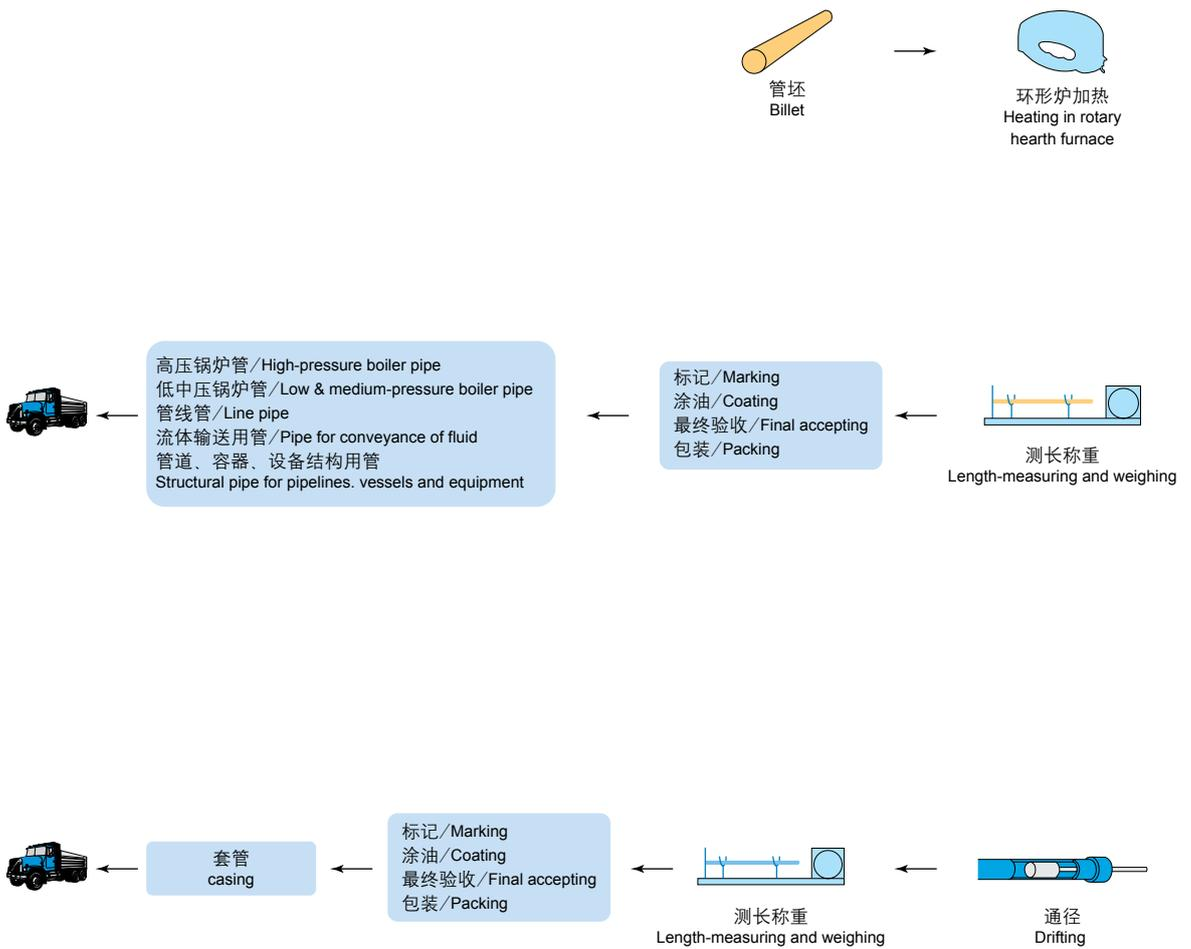 管坯
Billet
环形炉加热
Heating in rotary
hearth furnace
高压锅炉管/High-pressure boiler pipe
低中压锅炉管/Low & medium-pressure boiler pipe
管线管/Line pipe
流体输送用管/Pipe for conveyance of fluid
管道、容器、设备结构用管
Structural pipe for pipelines. vessels and equipment
标记/Marking
涂油/Coating
最终验收/Final accepting
包装/Packing
测长称重
Length-measuring and weighing
套管
casing
标记/Marking
涂油/Coating
最终验收/Final accepting
包装/Packing
测长称重
Length-measuring and weighing
通径
Drifting